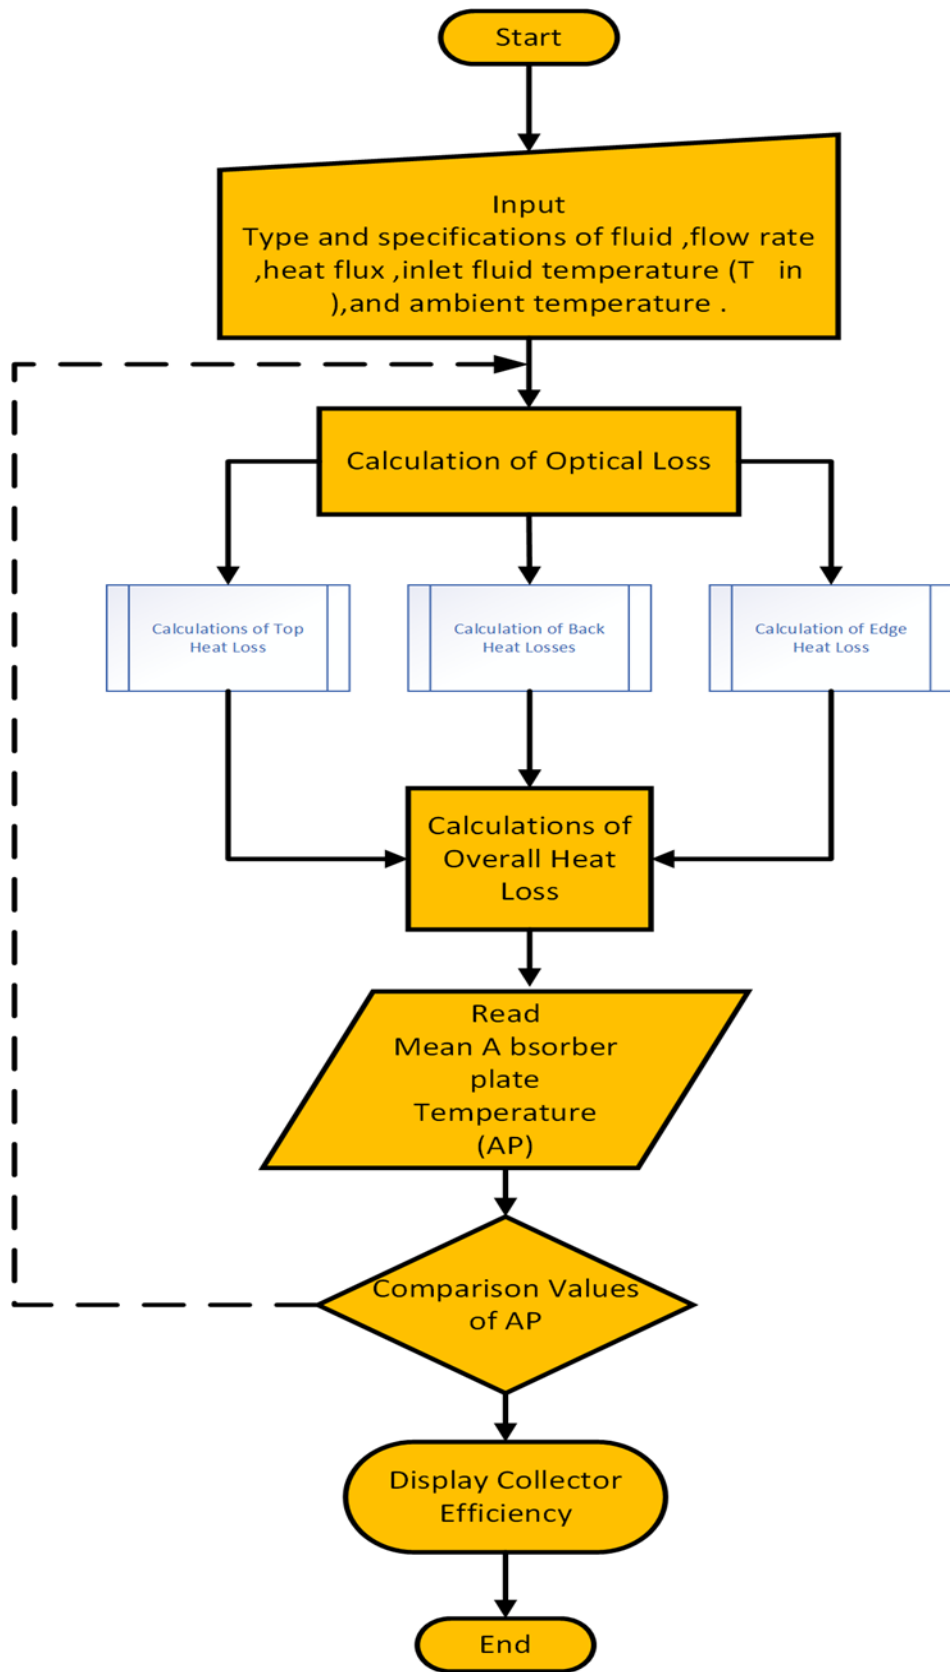 Start
Input
Type and specifications of fluid ,flow rate
,heat flux ,inlet fluid temperature (T   in
),and ambient temperature .
Calculation of Optical Loss
Calculations of Top
Heat Loss
Calculation of Back
Heat Losses
Calculation of Edge
Heat Loss
Calculations of
Overall Heat
Loss
Read
Mean A bsorber
plate
Temperature
(AP)
Comparison Values
of AP
Display Collector
Efficiency
End